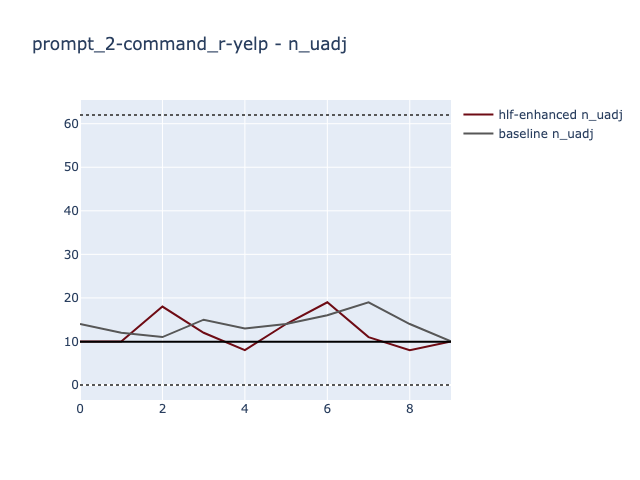 prompt_2-command_r-yelp - n_uadj
hlf-enhanced n_uadj
baseline n_uadj
60
50
40
30
20
10
0
0 2 4 6 8